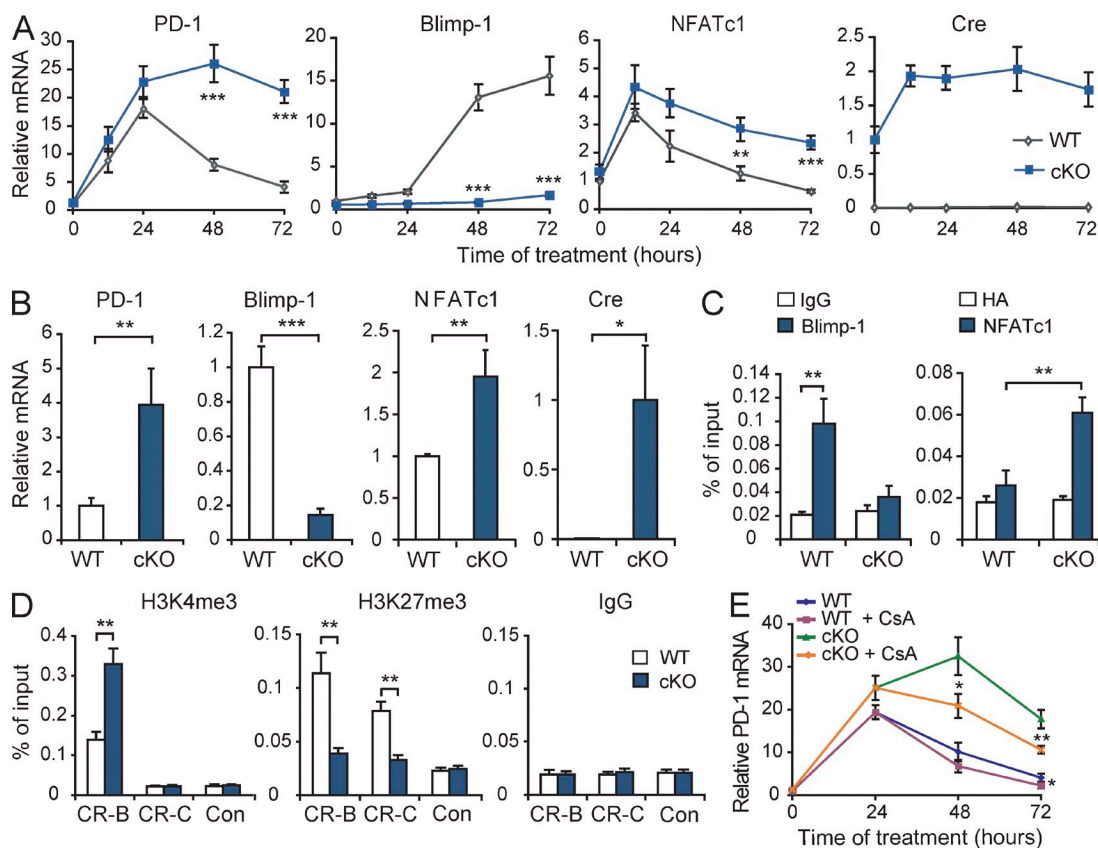 A
PD-1
Blimp-1
NFATc1
Cre
Relative mRNA
30
25
20
15
10
5
0
0 24 48 72
***
***
20
15
10
5
0
0 24 48 72
***
***
6
5
4
3
2
1
0
0 24 48 72
**
***
2.5
2
1.5
1
0.5
0
0 24 48 72
WT
cKO
Time of treatment (hours)
B
PD-1
Blimp-1
NFATc1
Cre
Relative mRNA
6
5
4
3
2
1
0
**
WT cKO
1.2
1
0.8
0.6
0.4
0.2
0
***
WT cKO
2.5
2
1.5
1
0.5
0
**
WT cKO
1.5
1
0.5
0
*
WT cKO
C
IgG
Blimp-1
HA
NFATc1
% of input
0.14
0.12
0.1
0.08
0.06
0.04
0.02
0
**
WT cKO
0.08
0.06
0.04
0.02
0
**
WT cKO
D
H3K4me3
H3K27me3
IgG
% of input
0.4
0.3
0.2
0.1
0
**
CR-B CR-C Con
0.15
0.1
0.05
0
**
**
CR-B CR-C Con
0.15
0.1
0.05
0
WT
cKO
CR-B CR-C Con
E
WT
WT + CsA
cKO
cKO + CsA
Relative PD-1 mRNA
40
30
20
10
0
*
**
*
0 24 48 72
Time of treatment (hours)